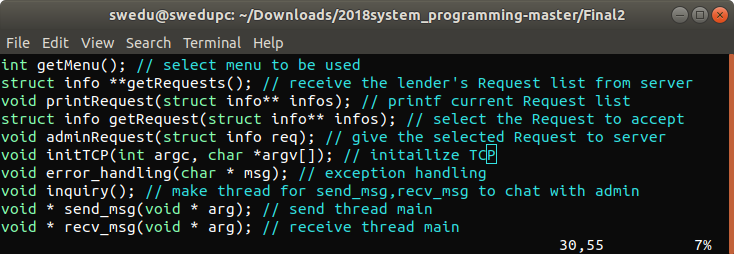 swedu@swedupc: ~/Downloads/2018system_programming-master/Final2
File Edit View Search Terminal Help
int getMenu(); // select menu to be used
struct info **getRequests(); // receive the lender's Request list from server
void printRequest(struct info** infos); // printf current Request list
struct info getRequest(struct info** infos); // select the Request to accept
void adminRequest(struct info req); // give the selected Request to server
void initTCP(int argc, char *argv[]); // initailize TCP
void error_handling(char * msg); // exception handling
void inquiry(); // make thread for send_msg,recv_msg to chat with admin
void * send_msg(void * arg); // send thread main
void * recv_msg(void * arg); // receive thread main
30,55 7%